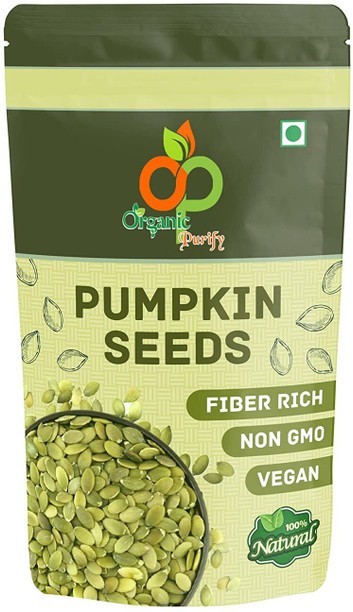 Organic
Purify
PUMPKIN
SEEDS
FIBER RICH
NON GMO
VEGAN
100%
Natural